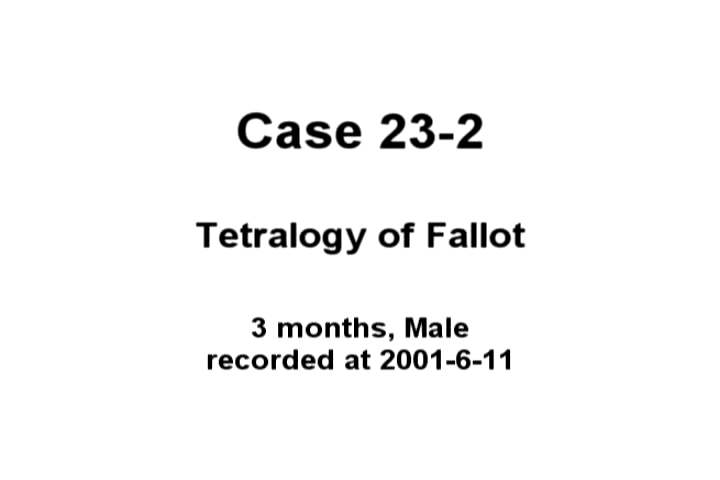 Case 23-2
Tetralogy of Fallot
3 months, Male
recorded at 2001-6-11